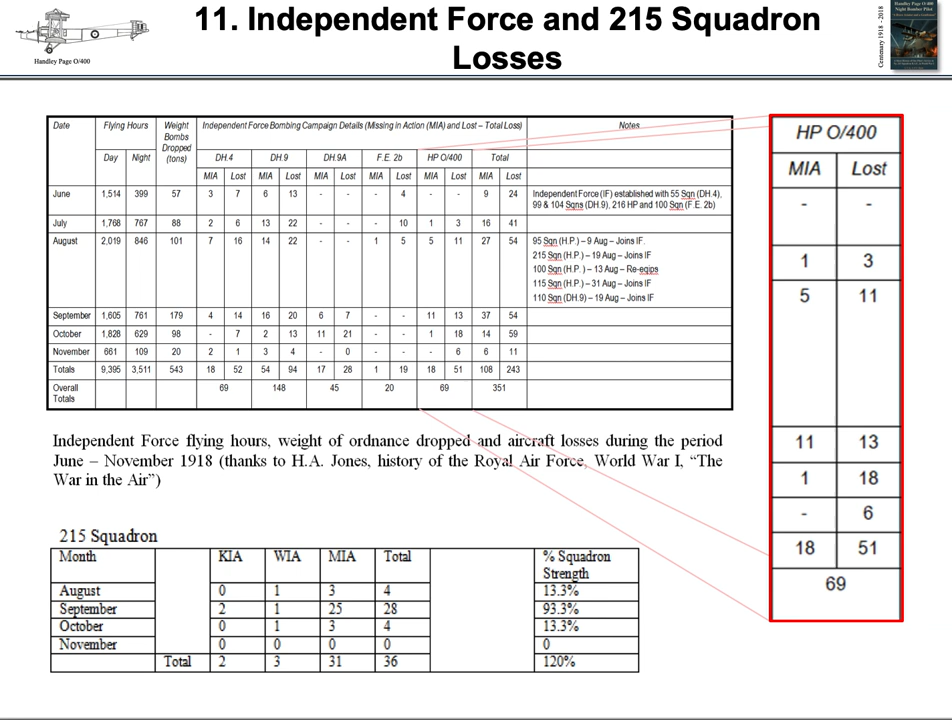 11. Independent Force and 215 Squadron
Losses
Handley Page O/400
Centenary 1918 - 2018
Handley Page O/400
Night Bomber Pilot
Date Flying Hours Weight Bombs Dropped (tons) Independent Force Bombing Campaign Details (Missing in Action (MIA) and Lost – Total Loss) Notes
Day Night DH.4 DH.9 DH.9A F.E. 2b HP O/400 Total
MIA Lost MIA Lost MIA Lost MIA Lost MIA Lost MIA Lost
June 1,514 399 57 3 7 6 13 - - - 4 - - 9 24 Independent Force (IF) established with 55 Sqn (DH.4),
99 & 104 Sqns (DH.9), 216 HP and 100 Sqn (F.E. 2b)
July 1,768 767 88 2 6 13 22 - - - 10 1 3 16 41
August 2,019 846 101 7 16 14 22 - - 1 5 5 11 27 54 95 Sqn (H.P.) – 9 Aug – Joins IF.
215 Sqn (H.P.) – 19 Aug – Joins IF
100 Sqn (H.P. ) – 13 Aug – Re-eqips
115 Sqn (H.P.) – 31 Aug – Joins IF
110 Sqn (DH.9) – 19 Aug – Joins IF
September 1,605 761 179 4 14 16 20 6 7 - - 11 13 37 54
October 1,828 629 98 - 7 2 13 11 21 - - 1 18 14 59
November 661 109 20 2 1 3 4 - 0 - - - 6 6 11
Totals 9,395 3,511 543 18 52 54 94 17 28 1 19 18 51 108 243
Overall Totals 69 148 45 20 69 351
HP O/400
MIA Lost
- -
1 3
5 11
11 13
1 18
- 6
18 51
69
Independent Force flying hours, weight of ordnance dropped and aircraft losses during the period
June – November 1918 (thanks to H.A. Jones, history of the Royal Air Force, World War I, “The
War in the Air”)
215 Squadron
Month KIA WIA MIA Total % Squadron Strength
August 0 1 3 4 13.3%
September 2 1 25 28 93.3%
October 0 1 3 4 13.3%
November 0 0 0 0 0
Total 2 3 31 36 120%